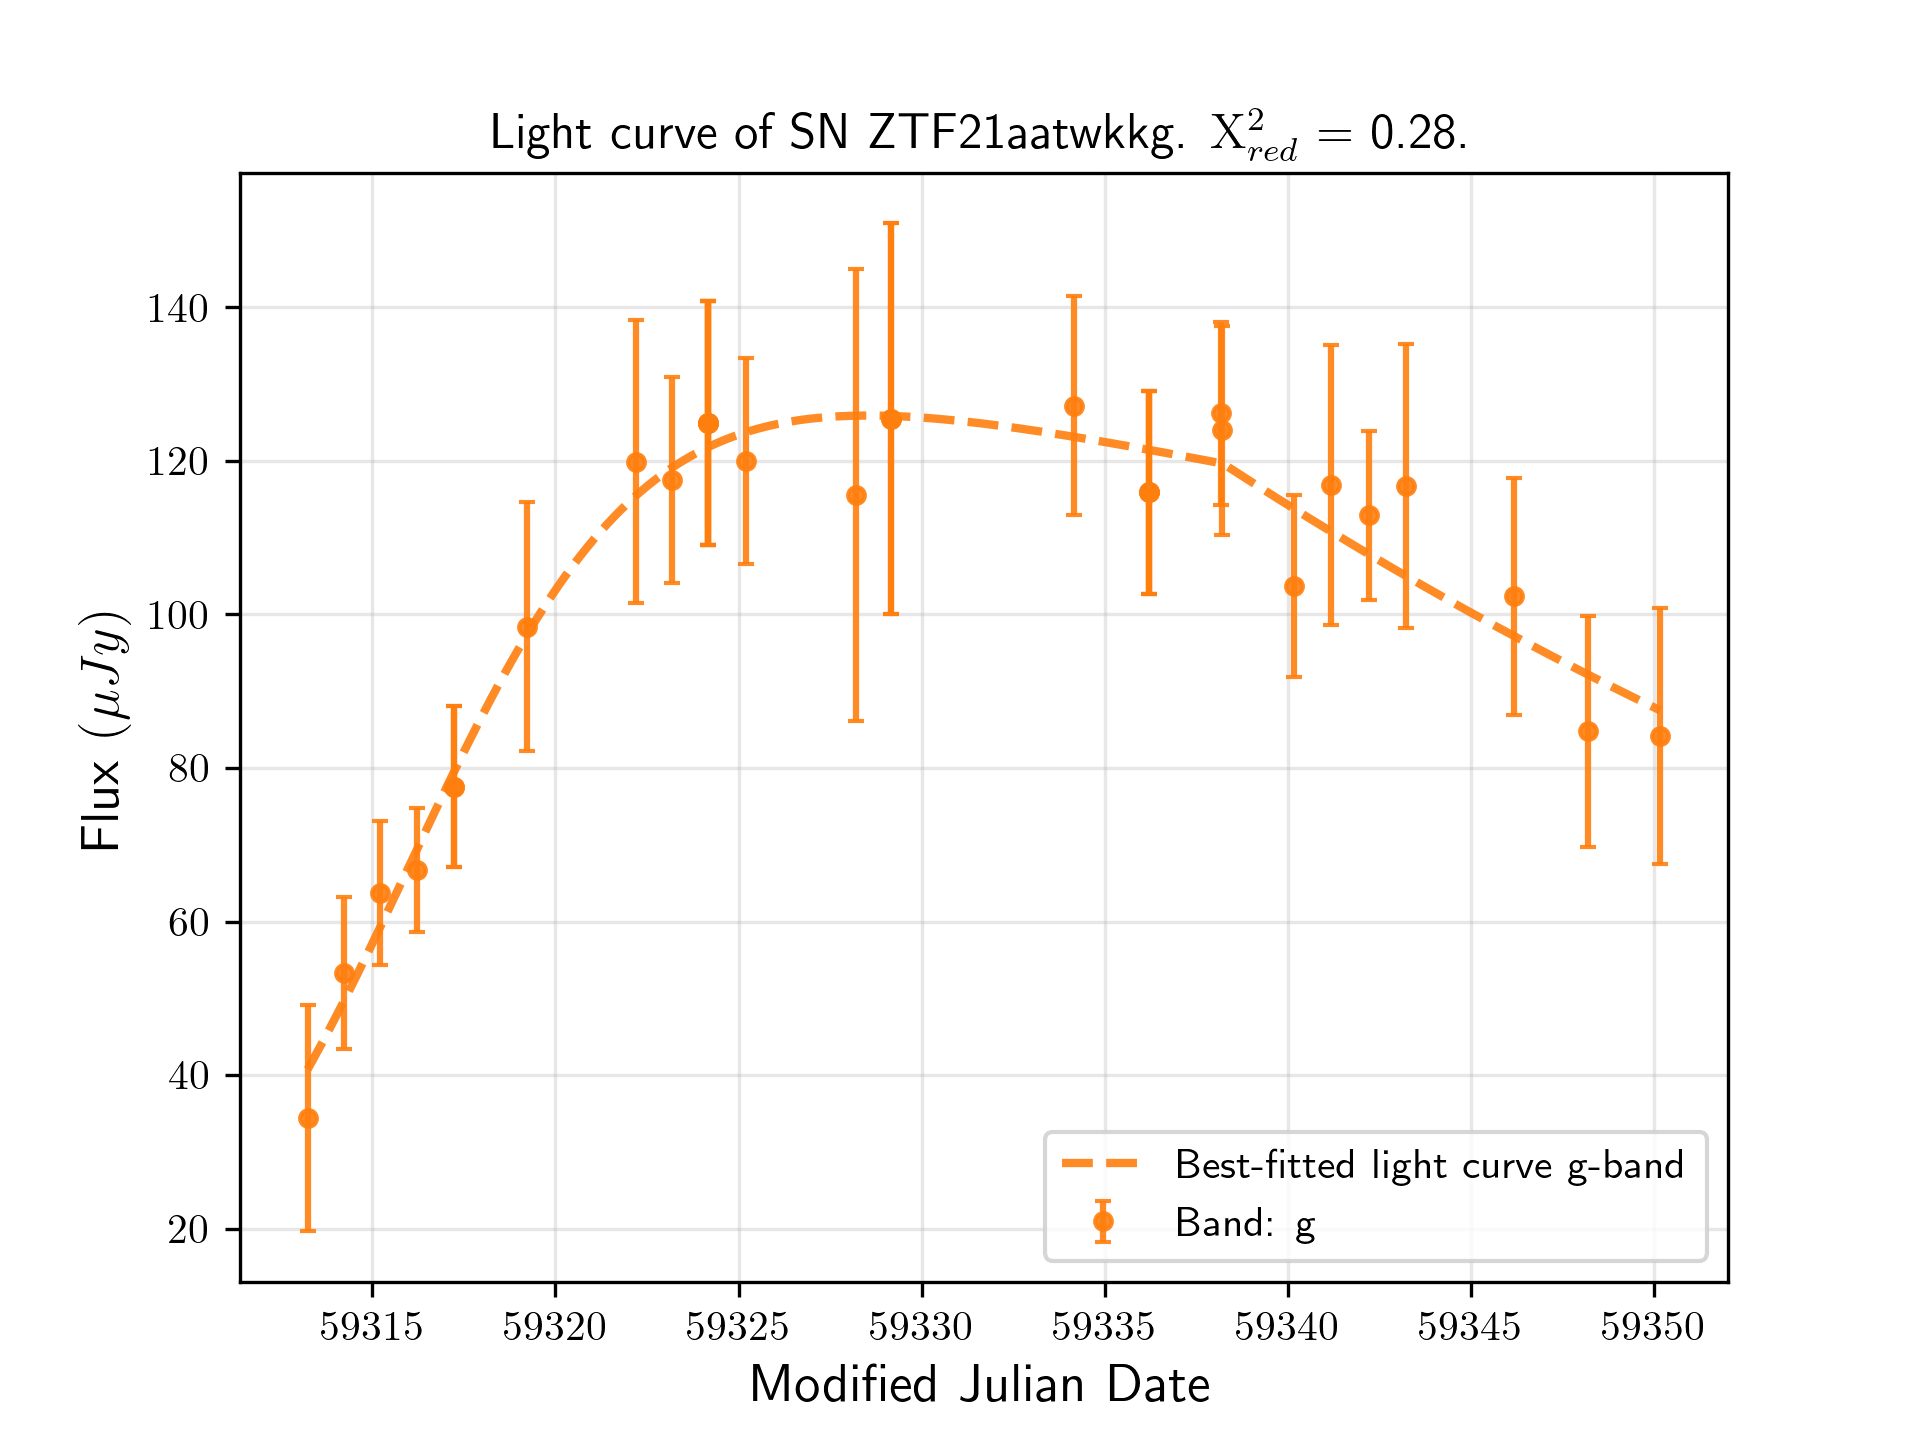 Light curve of SN ZTF21aatwkkg. X²_red = 0.28.
140
120
100
80
60
40
20
Flux (μJy)
59315 59320 59325 59330 59335 59340 59345 59350
Modified Julian Date
Best-fitted light curve g-band
Band: g